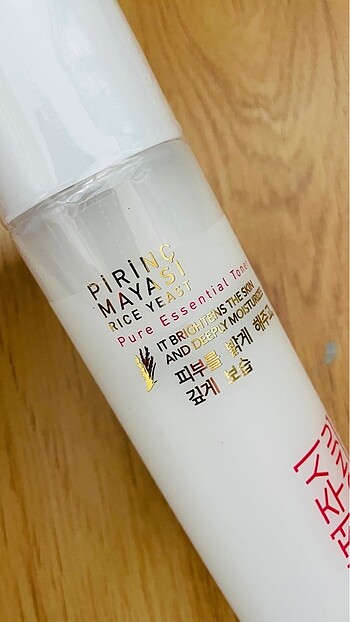 PİRİNÇ
MAYASI
RICE YEAST
Pure Essential Toner
IT BRIGHTENS THE SKIN
AND DEEPLY MOISTURIZES
피부를 밝게 해주고
깊게 보습